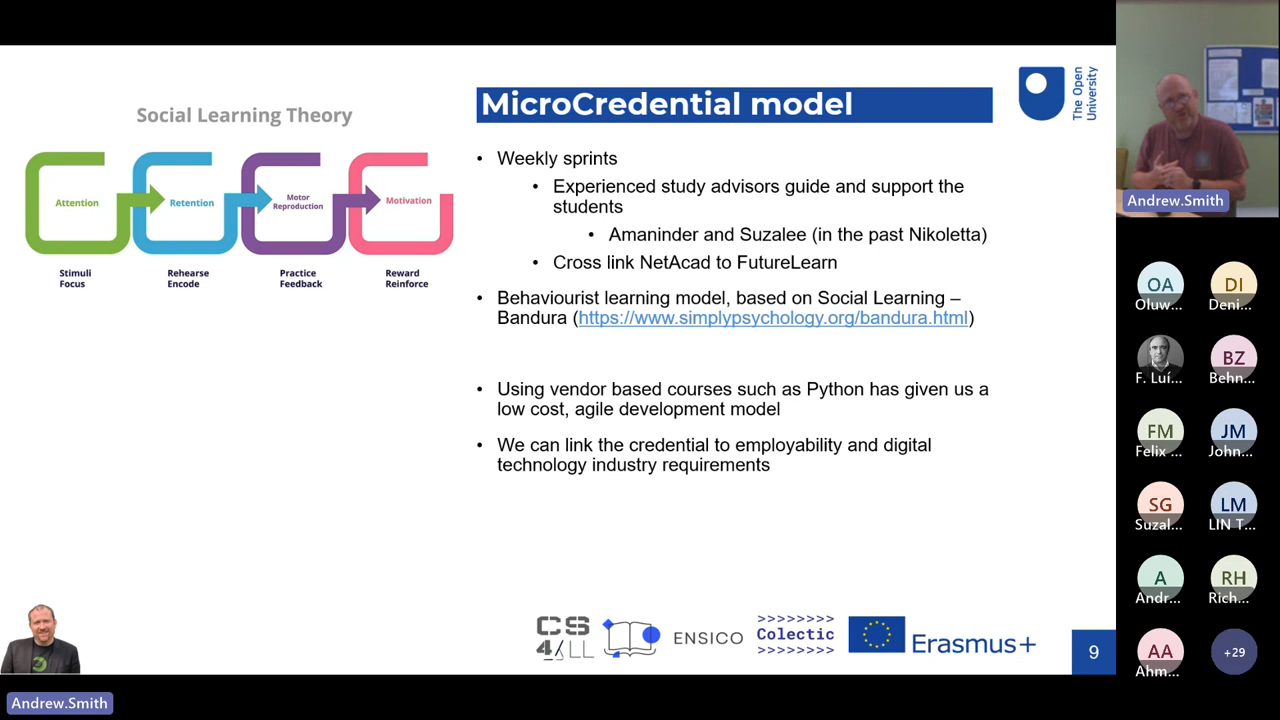 Social Learning Theory
Attention
Retention
Motor
Reproduction
Motivation
Stimuli
Focus
Rehearse
Encode
Practice
Feedback
Reward
Reinforce
MicroCredential model
The Open
University
• Weekly sprints
• Experienced study advisors guide and support the
students
• Amaninder and Suzalee (in the past Nikoletta)
• Cross link NetAcad to FutureLearn
• Behaviourist learning model, based on Social Learning –
Bandura (https://www.simplypsychology.org/bandura.html)
• Using vendor based courses such as Python has given us a
low cost, agile development model
• We can link the credential to employability and digital
technology industry requirements
CS
4/LL
ENSICO
>>>>>>>>
Colectic
>>>>>>>>
Erasmus+
9
Andrew.Smith
Andrew.Smith
OA
Oluw...
DI
Deni...
F. Luí...
BZ
Behn...
FM
Felix ...
JM
John...
SG
Suzal...
LM
LIN T...
A
Andr...
RH
Rich...
AA
Ahm...
+29